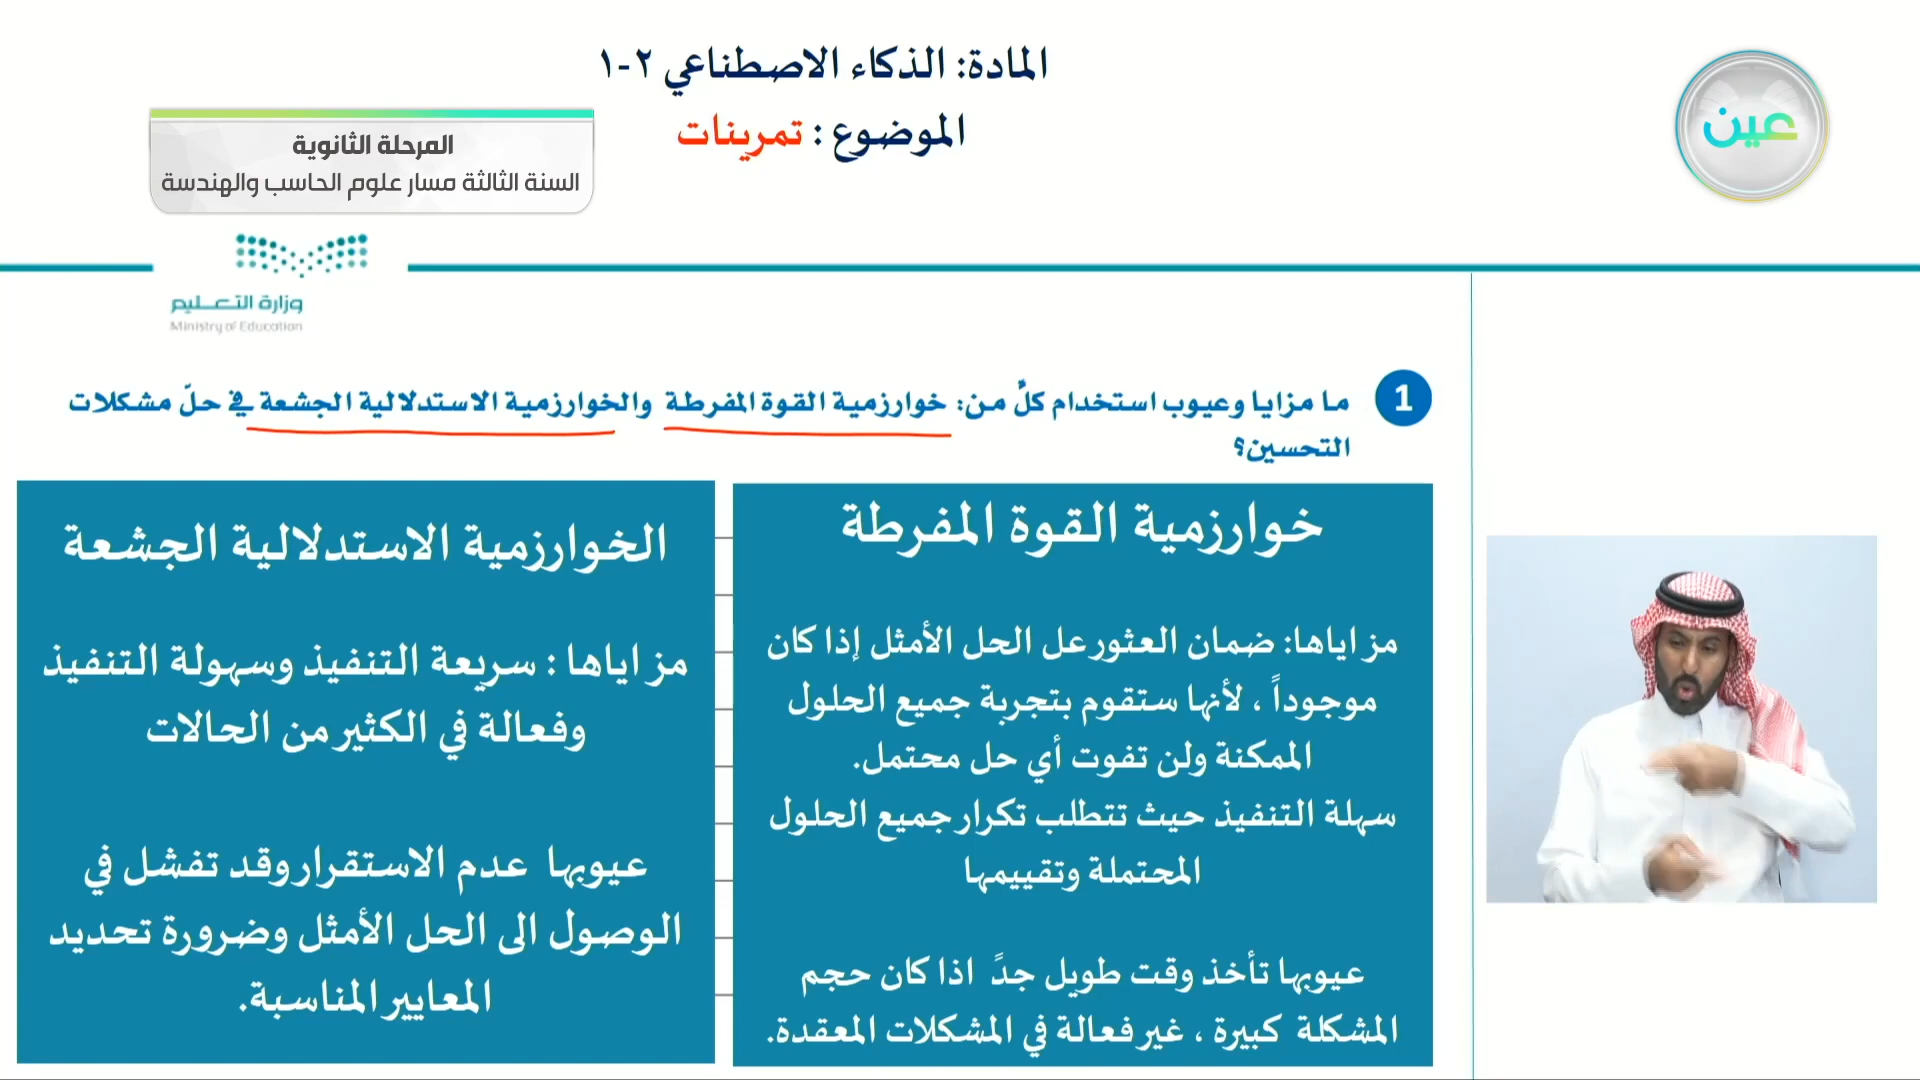 المادة: الذكاء الاصطناعي ٢-١
الموضوع : تمرينات
عين
المرحلة الثانوية
السنة الثالثة مسار علوم الحاسب والهندسة
وزارة التعـــليم
Ministry of Education
1 ما مزايا وعيوب استخدام كلٍّ من: خوارزمية القوة المفرطة والخوارزمية الاستدلالية الجشعة في حلّ مشكلات
التحسين؟
خوارزمية القوة المفرطة
مزاياها: ضمان العثور عل الحل الأمثل إذا كان
موجوداً ، لأنها ستقوم بتجربة جميع الحلول
الممكنة ولن تفوت أي حل محتمل.
سهلة التنفيذ حيث تتطلب تكرار جميع الحلول
المحتملة وتقييمها
عيوبها تأخذ وقت طويل جدً اذا كان حجم
المشكلة كبيرة ، غير فعالة في المشكلات المعقدة.
الخوارزمية الاستدلالية الجشعة
مزاياها : سريعة التنفيذ وسهولة التنفيذ
وفعالة في الكثير من الحالات
عيوبها عدم الاستقرار وقد تفشل في
الوصول الى الحل الأمثل وضرورة تحديد
المعايير المناسبة.